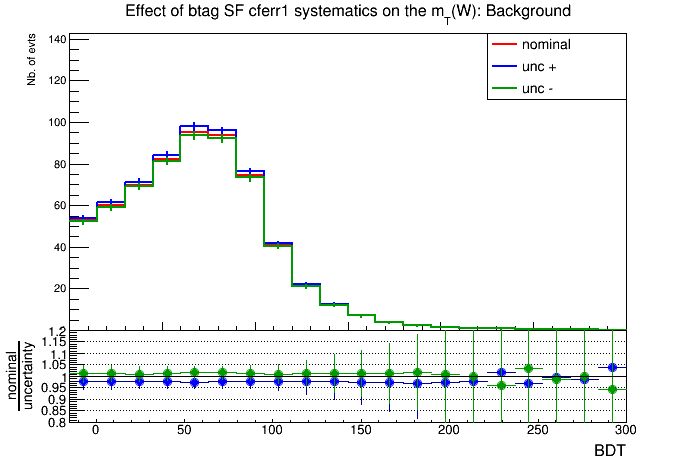 Effect of btag SF cferr1 systematics on the m_T(W): Background
Nb. of evts
140
120
100
80
60
40
20
nominal
unc +
unc -
nominal
uncertainty
1.2
1.15
1.1
1.05
1
0.95
0.9
0.85
0.8
0 50 100 150 200 250 300
BDT